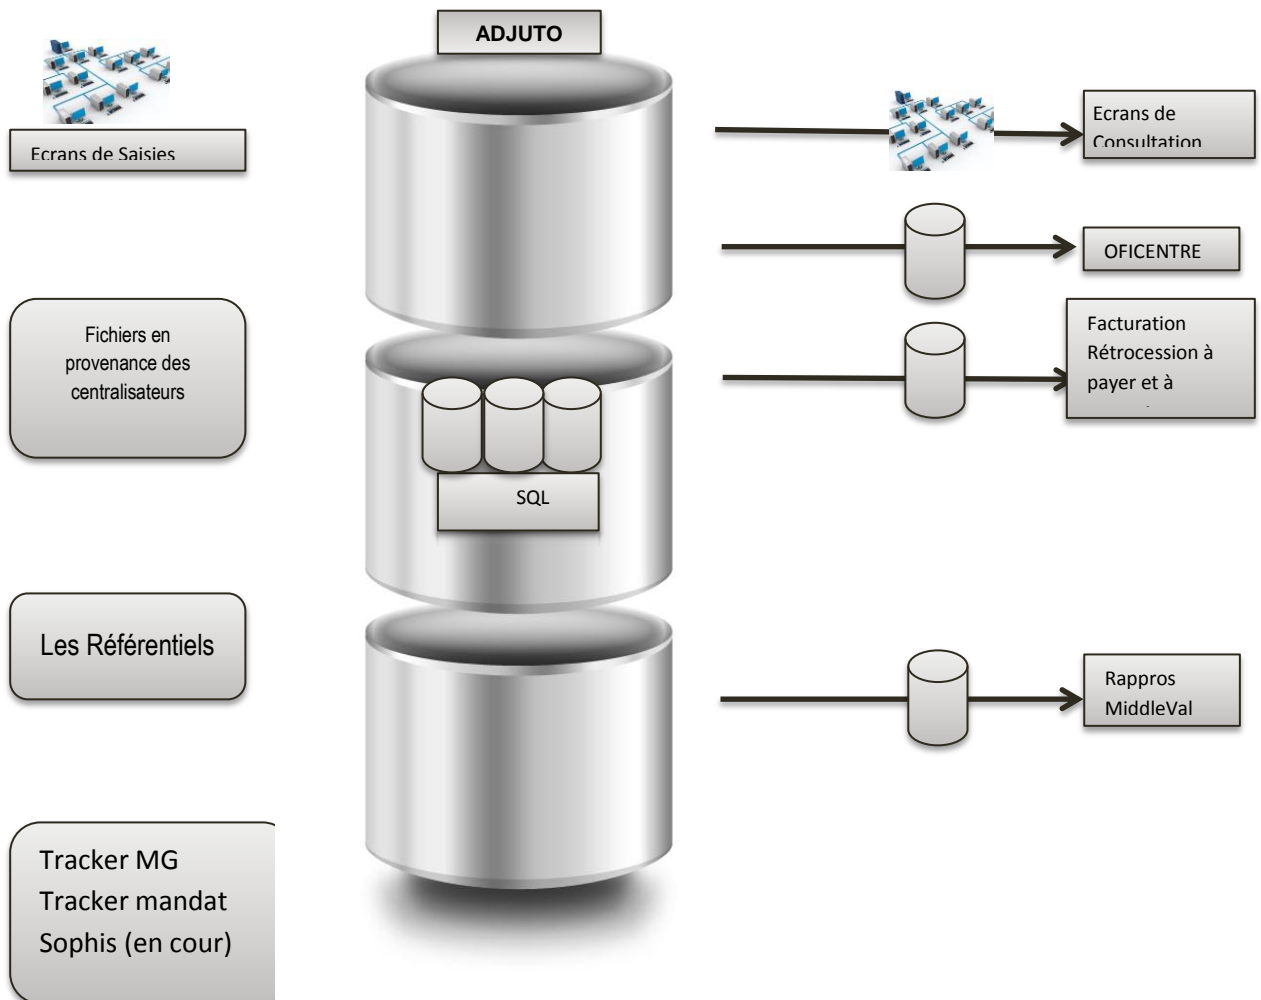 ADJUTO
Ecrans de Saisies
Ecrans de
Consultation
OFICENTRE
Fichiers en
provenance des
centralisateurs
Facturation
Rétrocession à
payer et à
SQL
Les Référentiels
Rappros
MiddleVal
Tracker MG
Tracker mandat
Sophis (en cour)